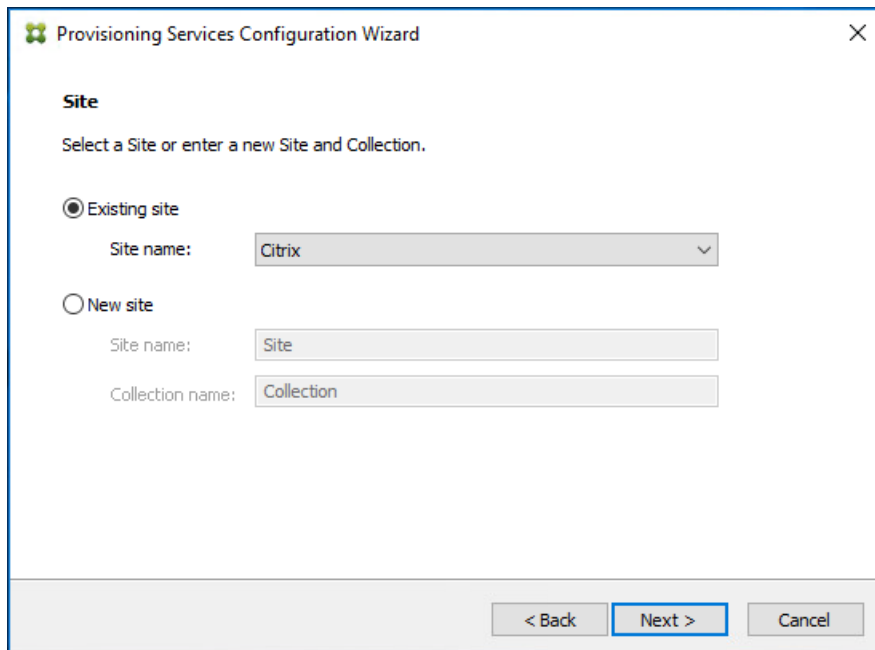 Provisioning Services Configuration Wizard
Site
Select a Site or enter a new Site and Collection.
Existing site
Site name: Citrix
New site
Site name: Site
Collection name: Collection
< Back Next > Cancel